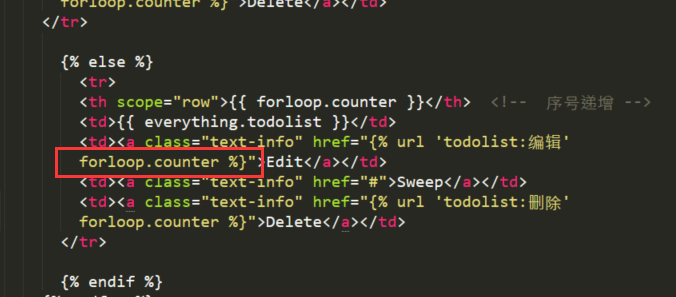 forloop.counter %}">Delete</a></td>
</tr>
{% else %}
<tr>
<th scope="row">{{ forloop.counter }}</th> <!-- 序号递增 -->
<td>{{ everything.todolist }}</td>
<td><a class="text-info" href="{% url 'todolist:编辑'
forloop.counter %}">Edit</a></td>
<td><a class="text-info" href="#">Sweep</a></td>
<td><a class="text-info" href="{% url 'todolist:删除'
forloop.counter %}">Delete</a></td>
</tr>
{% endif %}